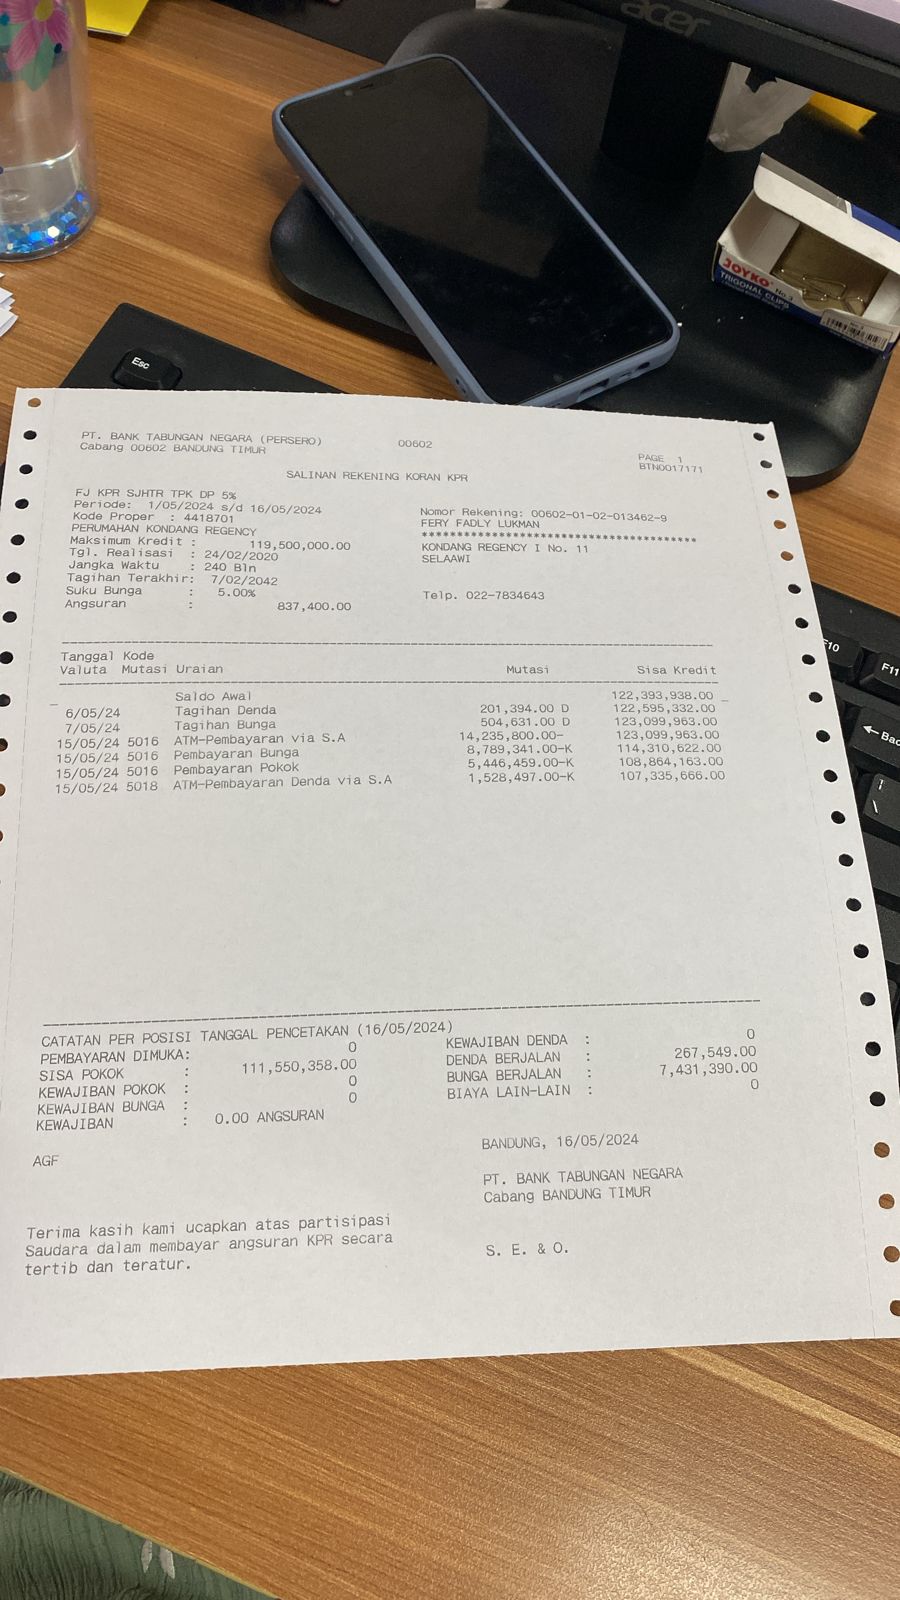 acer
JOYKO No. 3
TRIGONAL CLIPS
Esc
F10
F11
PT. BANK TABUNGAN NEGARA (PERSERO) 00602
Cabang 00602 BANDUNG TIMUR
PAGE 1
BTN0017171
SALINAN REKENING KORAN KPR
FJ KPR SJHTR TPK DP 5%
Periode: 1/05/2024 s/d 16/05/2024 Nomor Rekening: 00602-01-02-013462-9
Kode Proper : 4418701 FERY FADLY LUKMAN
PERUMAHAN KONDANG REGENCY *************************************
Maksimum Kredit : 119,500,000.00 KONDANG REGENCY I No. 11
Tgl. Realisasi : 24/02/2020 SELAAWI
Jangka Waktu : 240 Bln
Tagihan Terakhir: 7/02/2042
Suku Bunga : 5.00% Telp. 022-7834643
Angsuran : 837,400.00
Tanggal Kode
Valuta Mutasi Uraian Mutasi Sisa Kredit
Saldo Awal 122,393,938.00
6/05/24 Tagihan Denda 201,394.00 D 122,595,332.00
7/05/24 Tagihan Bunga 504,631.00 D 123,099,963.00
15/05/24 5016 ATM-Pembayaran via S.A 14,235,800.00- 123,099,963.00
15/05/24 5016 Pembayaran Bunga 8,789,341.00-K 114,310,622.00
15/05/24 5016 Pembayaran Pokok 5,446,459.00-K 108,864,163.00
15/05/24 5018 ATM-Pembayaran Denda via S.A 1,528,497.00-K 107,335,666.00
CATATAN PER POSISI TANGGAL PENCETAKAN (16/05/2024)
PEMBAYARAN DIMUKA: 0 KEWAJIBAN DENDA : 0
SISA POKOK : 111,550,358.00 DENDA BERJALAN : 267,549.00
KEWAJIBAN POKOK : 0 BUNGA BERJALAN : 7,431,390.00
KEWAJIBAN BUNGA : 0 BIAYA LAIN-LAIN : 0
KEWAJIBAN : 0.00 ANGSURAN
BANDUNG, 16/05/2024
AGF
PT. BANK TABUNGAN NEGARA
Cabang BANDUNG TIMUR
Terima kasih kami ucapkan atas partisipasi
Saudara dalam membayar angsuran KPR secara
tertib dan teratur.
S. E. & O.